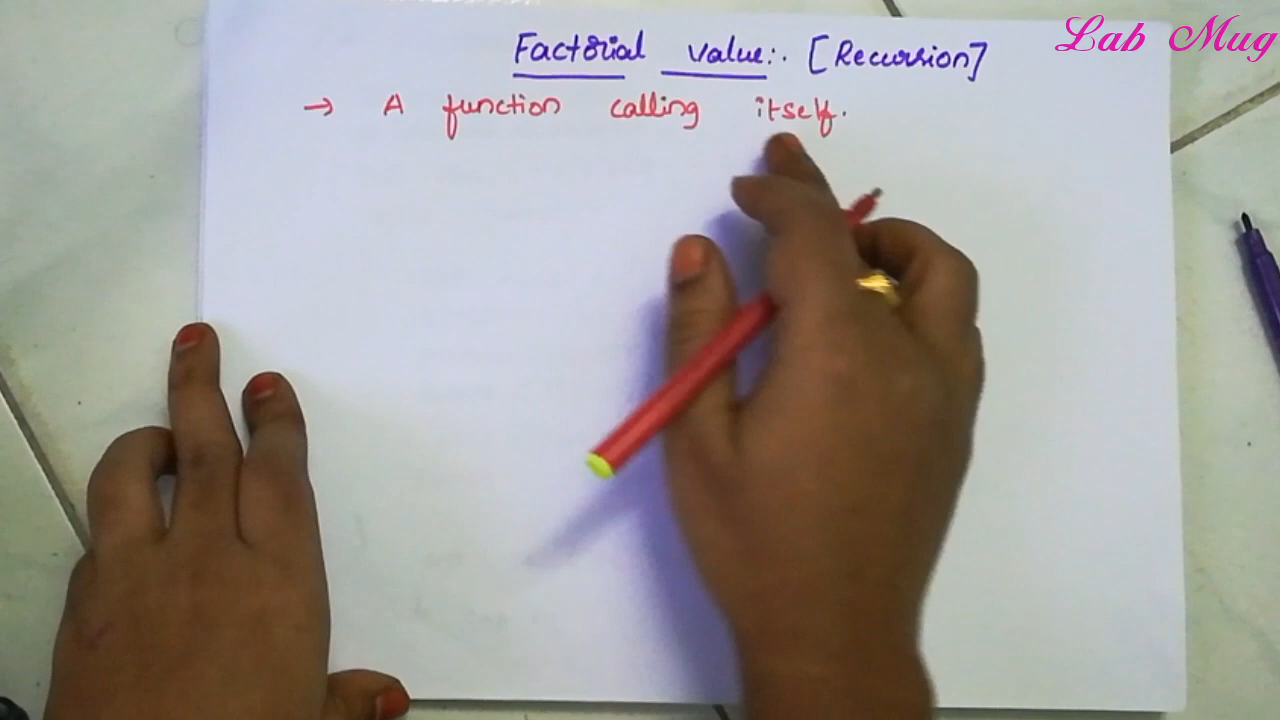 Lab Mug
Factorial value:. [Recursion]
→ A function calling itself.